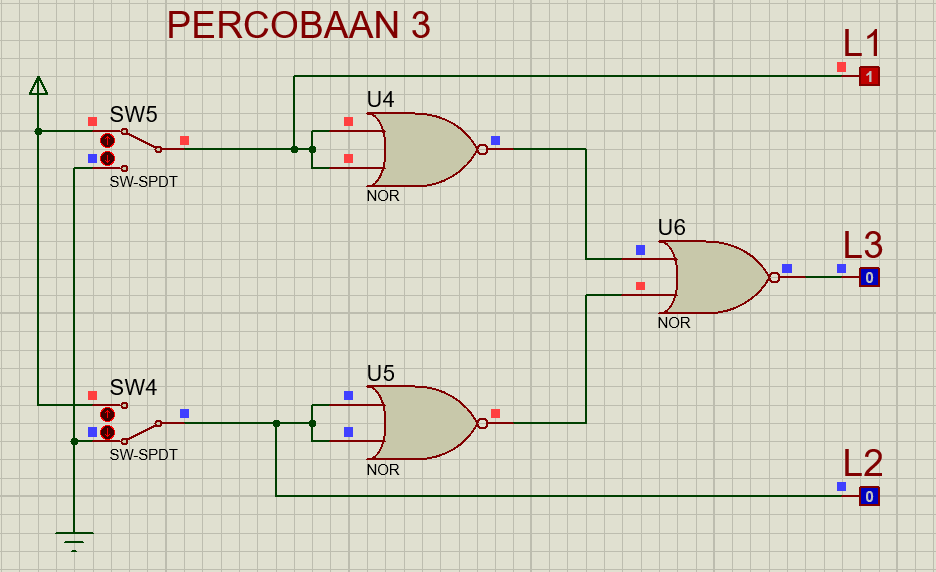 PERCOBAAN 3
L1
1
SW5
SW-SPDT
U4
NOR
U6
NOR
L3
0
SW4
SW-SPDT
U5
NOR
L2
0